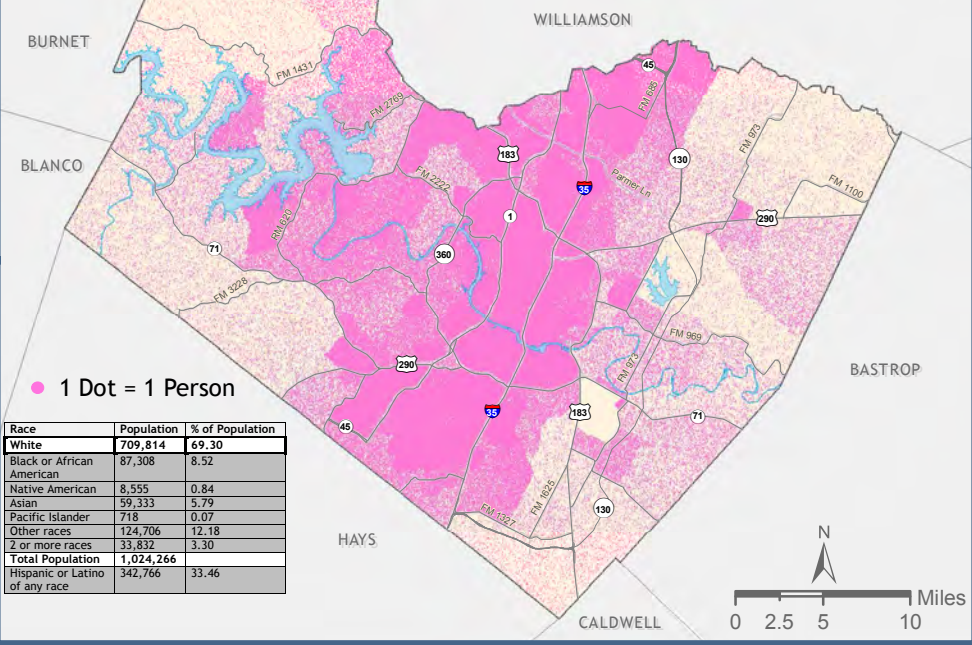 WILLIAMSON
BURNET
45
FM 1431
FM 685
FM 2769
FM 973
183
130
BLANCO
FM 2222
Parmer Ln
35
FM 1100
1
290
RM 620
71
360
FM 3228
FM 969
290
FM 973
BASTROP
1 Dot = 1 Person
35
183
71
45
Race Population % of Population
White 709,814 69.30
Black or African American 87,308 8.52
Native American 8,555 0.84
Asian 59,333 5.79
Pacific Islander 718 0.07
Other races 124,706 12.18
2 or more races 33,832 3.30
Total Population 1,024,266
Hispanic or Latino of any race 342,766 33.46
FM 1625
FM 1327
130
HAYS
N
Miles
0 2.5 5 10
CALDWELL